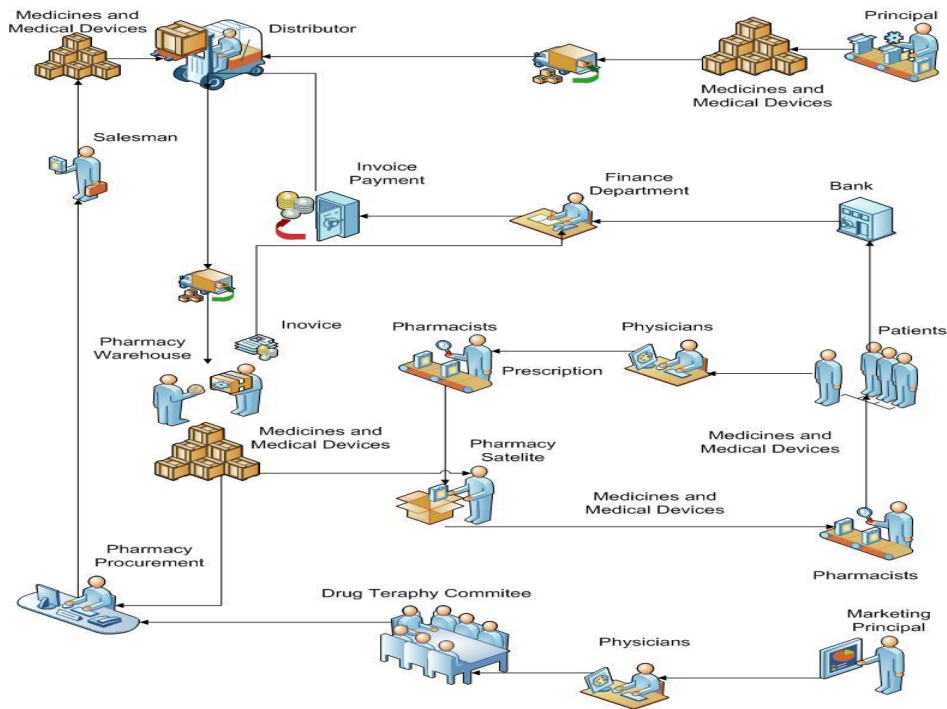 Medicines and
Medical Devices
Distributor
Principal
Medicines and
Medical Devices
Salesman
Invoice
Payment
Finance
Department
Bank
Inovice
Pharmacy
Warehouse
Pharmacists
Prescription
Physicians
Patients
Medicines and
Medical Devices
Pharmacy
Satelite
Medicines and
Medical Devices
Medicines and
Medical Devices
Pharmacy
Procurement
Pharmacists
Drug Teraphy Commitee
Physicians
Marketing
Principal